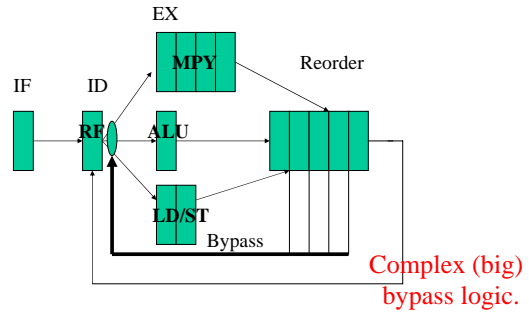 EX
MPY
Reorder
IF
ID
RF
ALU
LD/ST
Bypass
Complex (big)
bypass logic.